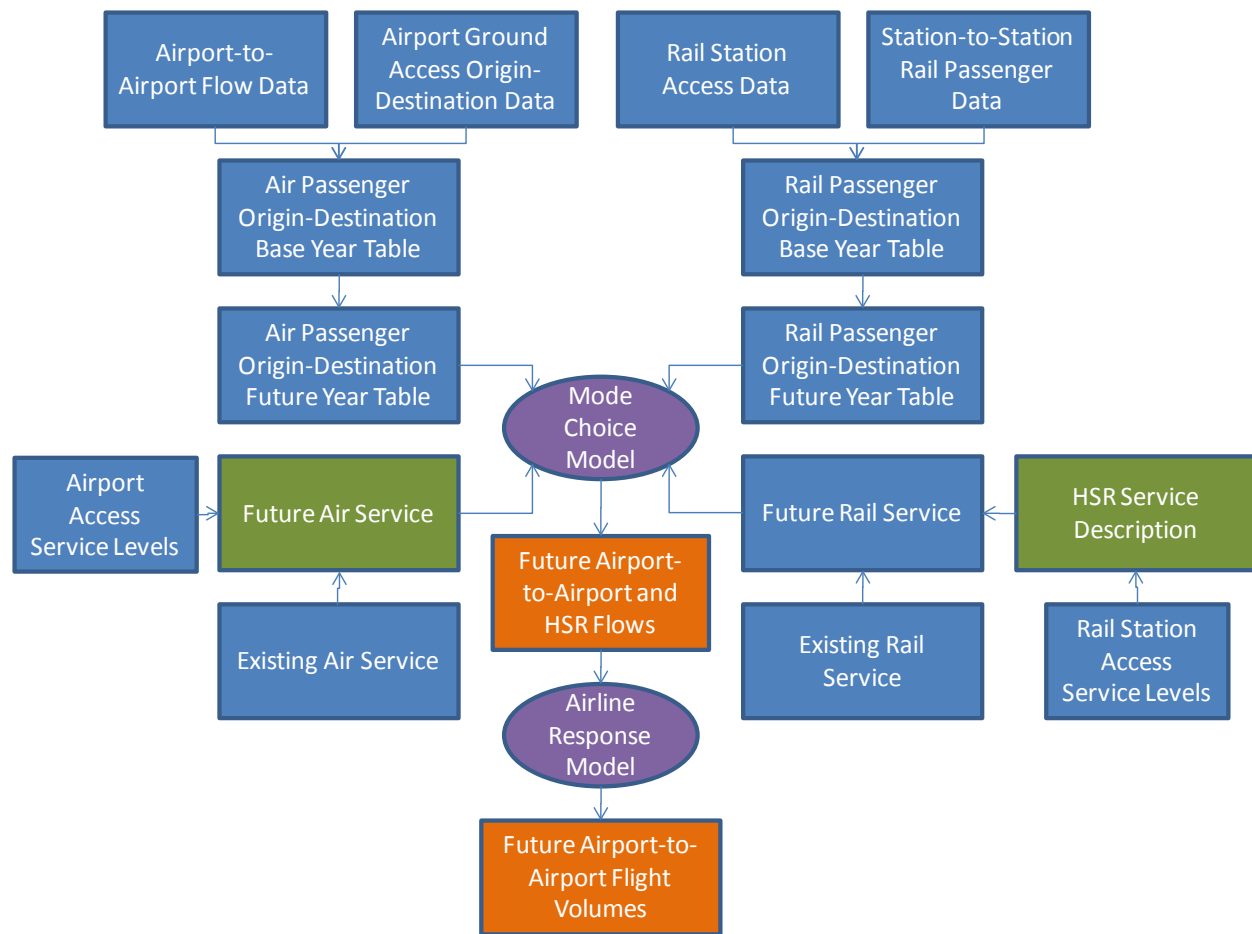 Airport-to-
Airport Flow Data
Airport Ground
Access Origin-
Destination Data
Rail Station
Access Data
Station-to-Station
Rail Passenger
Data
Air Passenger
Origin-Destination
Base Year Table
Rail Passenger
Origin-Destination
Base Year Table
Air Passenger
Origin-Destination
Future Year Table
Rail Passenger
Origin-Destination
Future Year Table
Mode
Choice
Model
Airport
Access
Service Levels
Future Air Service
Future Rail Service
HSR Service
Description
Future Airport-
to-Airport and
HSR Flows
Existing Air Service
Existing Rail
Service
Rail Station
Access
Service Levels
Airline
Response
Model
Future Airport-to-
Airport Flight
Volumes